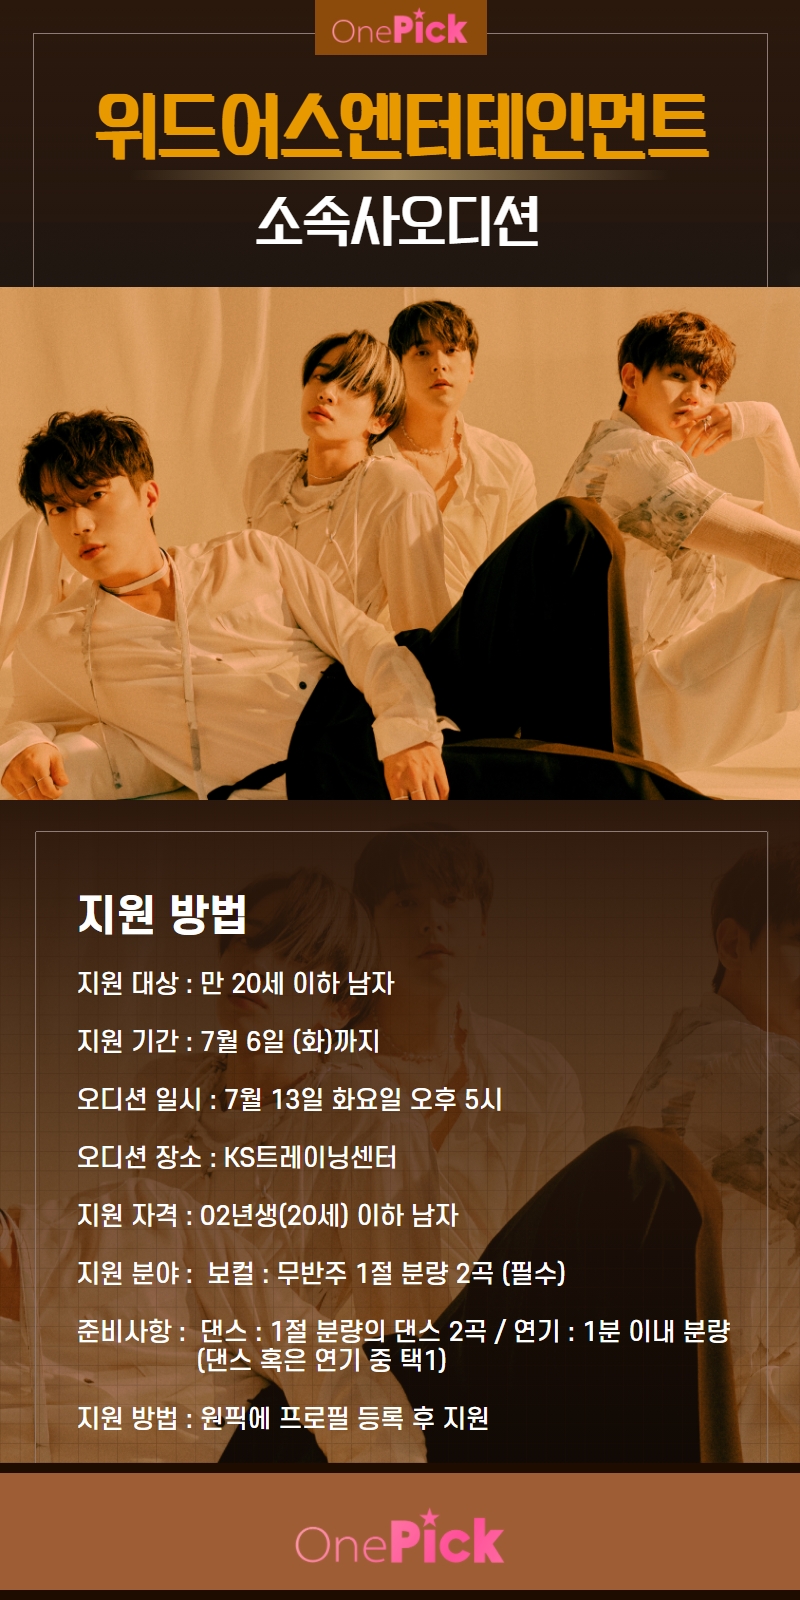 OnePick
위드어스엔터테인먼트
소속사오디션
지원 방법
지원 대상 : 만 20세 이하 남자
지원 기간 : 7월 6일 (화)까지
오디션 일시 : 7월 13일 화요일 오후 5시
오디션 장소 : KS트레이닝센터
지원 자격 : 02년생(20세) 이하 남자
지원 분야 : 보컬 : 무반주 1절 분량 2곡 (필수)
준비사항 : 댄스 : 1절 분량의 댄스 2곡 / 연기 : 1분 이내 분량
(댄스 혹은 연기 중 택1)
지원 방법 : 원픽에 프로필 등록 후 지원
OnePick